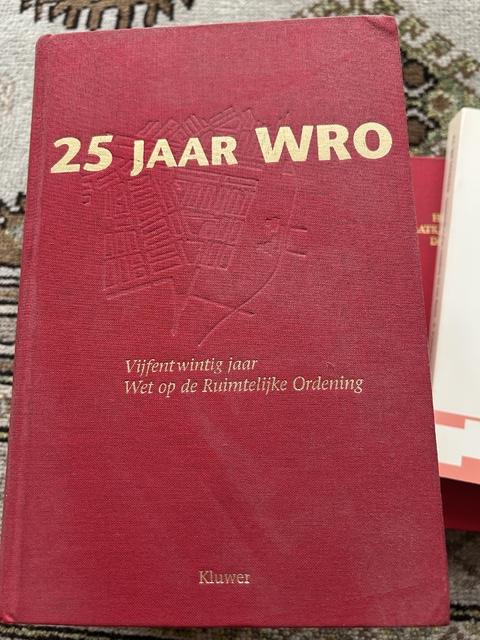 25 JAAR WRO
Vijfentwintig jaar
Wet op de Ruimtelijke Ordening
Kluwer